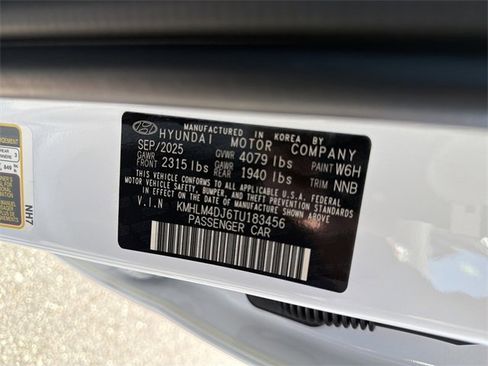 MANUFACTURED IN KOREA BY
HYUNDAI MOTOR COMPANY
SEP/2025 GVWR 4079 lbs PAINT W6H
GAWR FRONT 2315 lbs GAWR REAR 1940 lbs TRIM NNB
THIS VEHICLE CONFORMS TO ALL APPLICABLE U.S.A FEDERAL
MOTOR VEHICLE SAFETY, BUMPER, AND THEFT PREVENTION STANDARDS
IN EFFECT ON THE DATE OF MANUFACTURE SHOWN ABOVE.
V.I.N KMHLM4DJ6TU183456
PASSENGER CAR
NH7